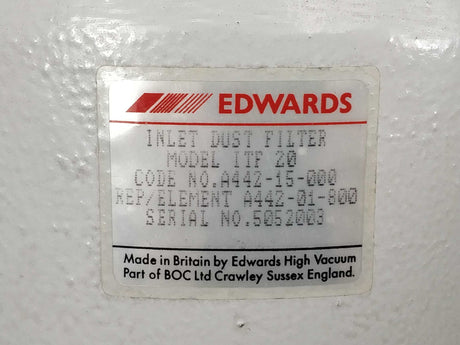 EDWARDS
INLET DUST FILTER
MODEL ITF 20
CODE NO.A442-15-000
REP/ELEMENT A442-01-800
SERIAL NO.5052003
Made in Britain by Edwards High Vacuum
Part of BOC Ltd Crawley Sussex England.